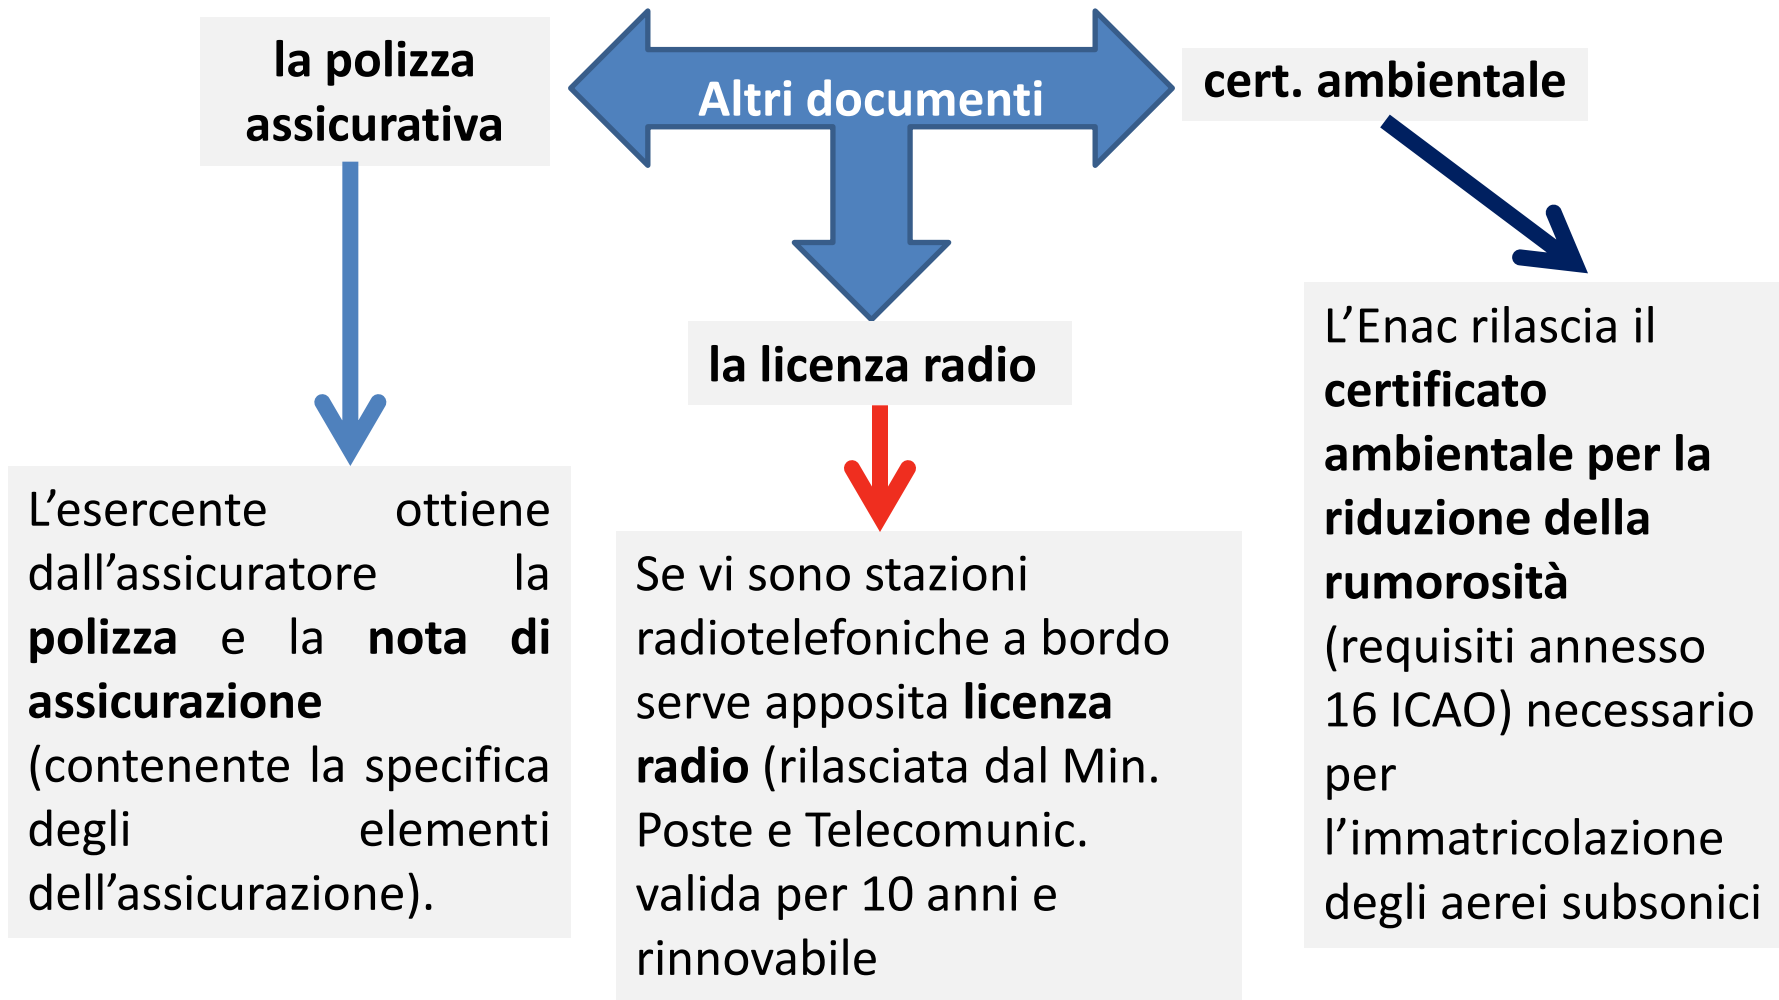 la polizza
assicurativa
Altri documenti
cert. ambientale
la licenza radio
L’esercente ottiene
dall’assicuratore la
polizza e la nota di
assicurazione
(contenente la specifica
degli elementi
dell’assicurazione).
Se vi sono stazioni
radiotelefoniche a bordo
serve apposita licenza
radio (rilasciata dal Min.
Poste e Telecomunic.
valida per 10 anni e
rinnovabile
L’Enac rilascia il
certificato
ambientale per la
riduzione della
rumorosità
(requisiti annesso
16 ICAO) necessario
per
l’immatricolazione
degli aerei subsonici